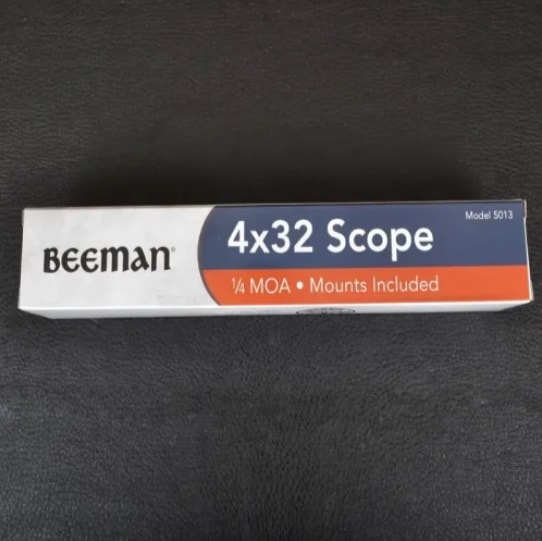 BEEMAN®
4x32 Scope
Model 5013
¼ MOA • Mounts Included